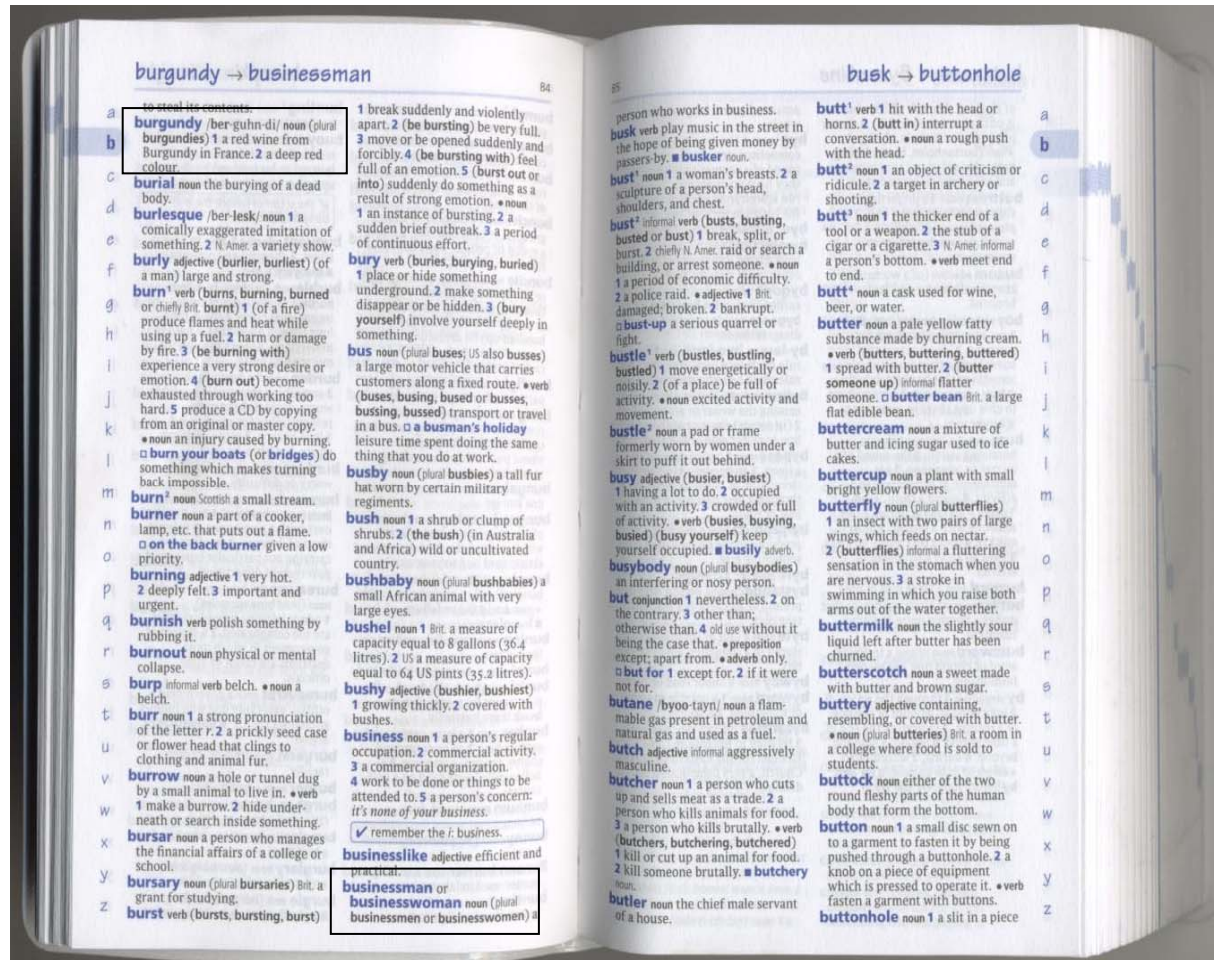 burgundy → businessman
84
to steal its contents.
burgundy /ber-guhn-di/ noun (plural
burgundies) 1 a red wine from
Burgundy in France. 2 a deep red
colour.
burial noun the burying of a dead
body.
burlesque /ber-lesk/ noun 1 a
comically exaggerated imitation of
something. 2 N. Amer. a variety show.
burly adjective (burlier, burliest) (of
a man) large and strong.
burn¹ verb (burns, burning, burned
or chiefly Brit. burnt) 1 (of a fire)
produce flames and heat while
using up a fuel. 2 harm or damage
by fire. 3 (be burning with)
experience a very strong desire or
emotion. 4 (burn out) become
exhausted through working too
hard. 5 produce a CD by copying
from an original or master copy.
• noun an injury caused by burning.
□ burn your boats (or bridges) do
something which makes turning
back impossible.
burn² noun Scottish a small stream.
burner noun a part of a cooker,
lamp, etc. that puts out a flame.
□ on the back burner given a low
priority.
burning adjective 1 very hot.
2 deeply felt. 3 important and
urgent.
burnish verb polish something by
rubbing it.
burnout noun physical or mental
collapse.
burp informal verb belch. • noun a
belch.
burr noun 1 a strong pronunciation
of the letter r. 2 a prickly seed case
or flower head that clings to
clothing and animal fur.
burrow noun a hole or tunnel dug
by a small animal to live in. • verb
1 make a burrow. 2 hide under-
neath or search inside something.
bursar noun a person who manages
the financial affairs of a college or
school.
bursary noun (plural bursaries) Brit. a
grant for studying.
burst verb (bursts, bursting, burst)
1 break suddenly and violently
apart. 2 (be bursting) be very full.
3 move or be opened suddenly and
forcibly. 4 (be bursting with) feel
full of an emotion. 5 (burst out or
into) suddenly do something as a
result of strong emotion. • noun
1 an instance of bursting. 2 a
sudden brief outbreak. 3 a period
of continuous effort.
bury verb (buries, burying, buried)
1 place or hide something
underground. 2 make something
disappear or be hidden. 3 (bury
yourself) involve yourself deeply in
something.
bus noun (plural buses; US also busses)
a large motor vehicle that carries
customers along a fixed route. • verb
(buses, busing, bused or busses,
bussing, bussed) transport or travel
in a bus. □ a busman's holiday
leisure time spent doing the same
thing that you do at work.
busby noun (plural busbies) a tall fur
hat worn by certain military
regiments.
bush noun 1 a shrub or clump of
shrubs. 2 (the bush) (in Australia
and Africa) wild or uncultivated
country.
bushbaby noun (plural bushbabies) a
small African animal with very
large eyes.
bushel noun 1 Brit. a measure of
capacity equal to 8 gallons (36.4
litres). 2 US a measure of capacity
equal to 64 US pints (35.2 litres).
bushy adjective (bushier, bushiest)
1 growing thickly. 2 covered with
bushes.
business noun 1 a person's regular
occupation. 2 commercial activity.
3 a commercial organization.
4 work to be done or things to be
attended to. 5 a person's concern:
it's none of your business.
✔ remember the i: business.
businesslike adjective efficient and
practical.
businessman or
businesswoman noun (plural
businessmen or businesswomen) a
a
b
c
d
e
f
g
h
i
j
k
l
m
n
o
p
q
r
s
t
u
v
w
x
y
z
85
busk → buttonhole
person who works in business.
busk verb play music in the street in
the hope of being given money by
passers-by. ■ busker noun.
bust¹ noun 1 a woman's breasts. 2 a
sculpture of a person's head,
shoulders, and chest.
bust² informal verb (busts, busting,
busted or bust) 1 break, split, or
burst. 2 chiefly N. Amer. raid or search a
building, or arrest someone. • noun
1 a period of economic difficulty.
2 a police raid. • adjective 1 Brit.
damaged; broken. 2 bankrupt.
□ bust-up a serious quarrel or
fight.
bustle¹ verb (bustles, bustling,
bustled) 1 move energetically or
noisily. 2 (of a place) be full of
activity. • noun excited activity and
movement.
bustle² noun a pad or frame
formerly worn by women under a
skirt to puff it out behind.
busy adjective (busier, busiest)
1 having a lot to do. 2 occupied
with an activity. 3 crowded or full
of activity. • verb (busies, busying,
busied) (busy yourself) keep
yourself occupied. ■ busily adverb.
busybody noun (plural busybodies)
an interfering or nosy person.
but conjunction 1 nevertheless. 2 on
the contrary. 3 other than;
otherwise than. 4 old use without it
being the case that. • preposition
except; apart from. • adverb only.
□ but for 1 except for. 2 if it were
not for.
butane /byoo-tayn/ noun a flam-
mable gas present in petroleum and
natural gas and used as a fuel.
butch adjective informal aggressively
masculine.
butcher noun 1 a person who cuts
up and sells meat as a trade. 2 a
person who kills animals for food.
3 a person who kills brutally. • verb
(butchers, butchering, butchered)
1 kill or cut up an animal for food.
2 kill someone brutally. ■ butchery
noun.
butler noun the chief male servant
of a house.
butt¹ verb 1 hit with the head or
horns. 2 (butt in) interrupt a
conversation. • noun a rough push
with the head.
butt² noun 1 an object of criticism or
ridicule. 2 a target in archery or
shooting.
butt³ noun 1 the thicker end of a
tool or a weapon. 2 the stub of a
cigar or a cigarette. 3 N. Amer. informal
a person's bottom. • verb meet end
to end.
butt⁴ noun a cask used for wine,
beer, or water.
butter noun a pale yellow fatty
substance made by churning cream.
• verb (butters, buttering, buttered)
1 spread with butter. 2 (butter
someone up) informal flatter
someone. □ butter bean Brit. a large
flat edible bean.
buttercream noun a mixture of
butter and icing sugar used to ice
cakes.
buttercup noun a plant with small
bright yellow flowers.
butterfly noun (plural butterflies)
1 an insect with two pairs of large
wings, which feeds on nectar.
2 (butterflies) informal a fluttering
sensation in the stomach when you
are nervous. 3 a stroke in
swimming in which you raise both
arms out of the water together.
buttermilk noun the slightly sour
liquid left after butter has been
churned.
butterscotch noun a sweet made
with butter and brown sugar.
buttery adjective containing,
resembling, or covered with butter.
• noun (plural butteries) Brit. a room in
a college where food is sold to
students.
buttock noun either of the two
round fleshy parts of the human
body that form the bottom.
button noun 1 a small disc sewn on
to a garment to fasten it by being
pushed through a buttonhole. 2 a
knob on a piece of equipment
which is pressed to operate it. • verb
fasten a garment with buttons.
buttonhole noun 1 a slit in a piece
a
b
c
d
e
f
g
h
i
j
k
l
m
n
o
p
q
r
s
t
u
v
w
x
y
z